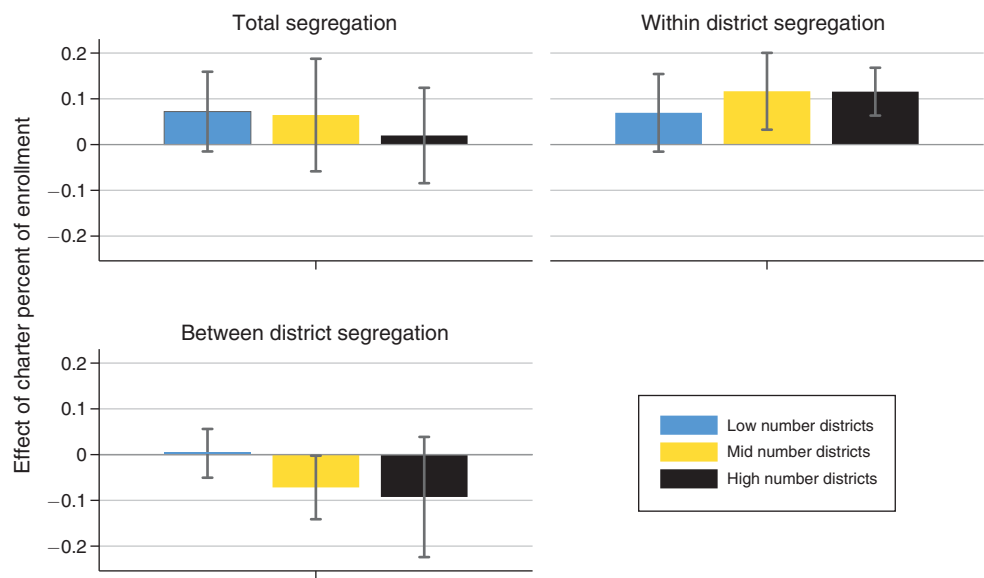 Total segregation
Within district segregation
Effect of charter percent of enrollment
0.2
0.1
0
−0.1
−0.2
Between district segregation
0.2
0.1
0
−0.1
−0.2
Low number districts
Mid number districts
High number districts